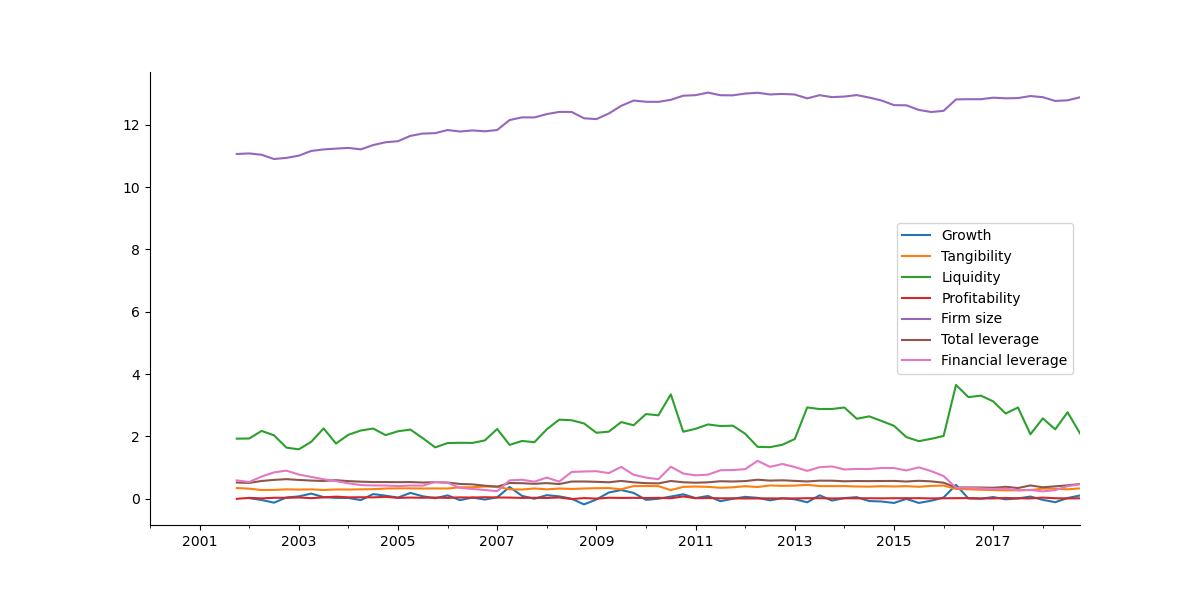 12
10
8
6
4
2
0
Growth
Tangibility
Liquidity
Profitability
Firm size
Total leverage
Financial leverage
2001 2003 2005 2007 2009 2011 2013 2015 2017